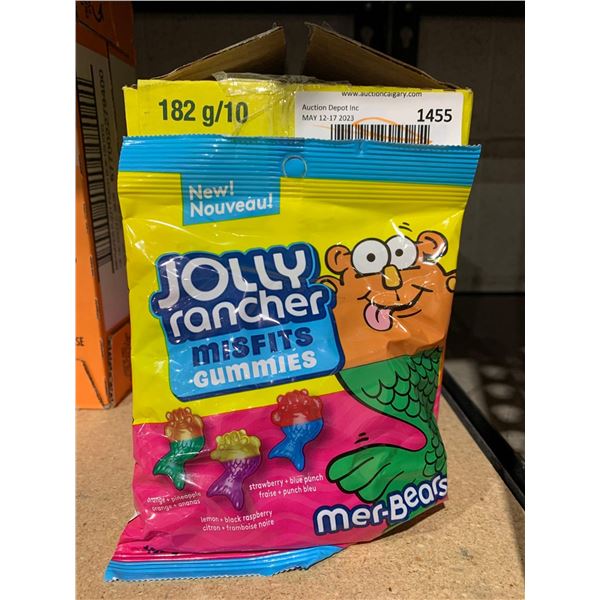 www.auctioncalgary.com
182 g/10
Auction Depot Inc
MAY 12-17 2023
1455
New!
Nouveau!
JOLLY
rancher
MISFITS
GUMMIES
orange + pineapple
orange + ananas
lemon + black raspberry
citron + framboise noire
strawberry + blue punch
fraise + punch bleu
mer-Bears